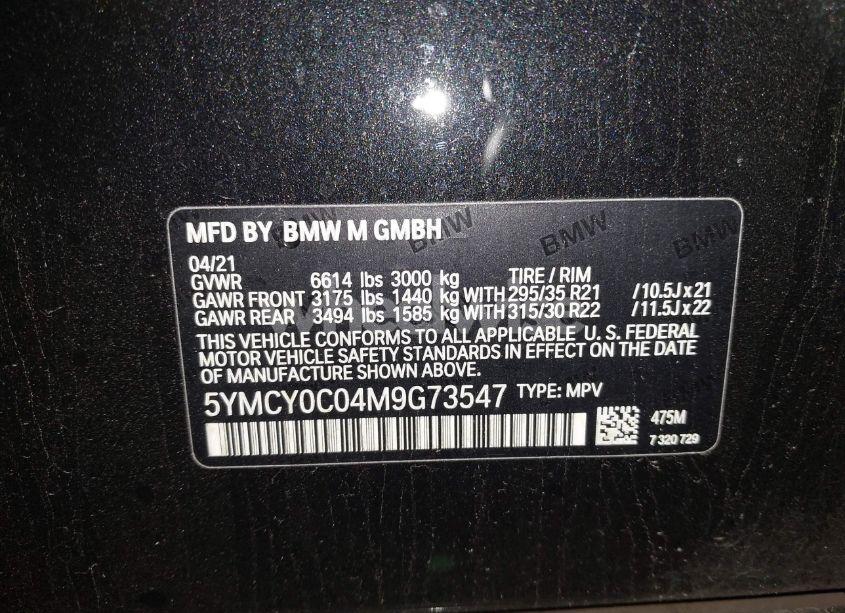 MFD BY BMW M GMBH
04/21
GVWR 6614 lbs 3000 kg TIRE / RIM
GAWR FRONT 3175 lbs 1440 kg WITH 295/35 R21 /10.5J x 21
GAWR REAR 3494 lbs 1585 kg WITH 315/30 R22 /11.5J x 22
THIS VEHICLE CONFORMS TO ALL APPLICABLE U. S. FEDERAL
MOTOR VEHICLE SAFETY STANDARDS IN EFFECT ON THE DATE
OF MANUFACTURE SHOWN ABOVE.
5YMCY0C04M9G73547 TYPE: MPV
475M
7 320 729
BMW
BMW
BMW
BMW